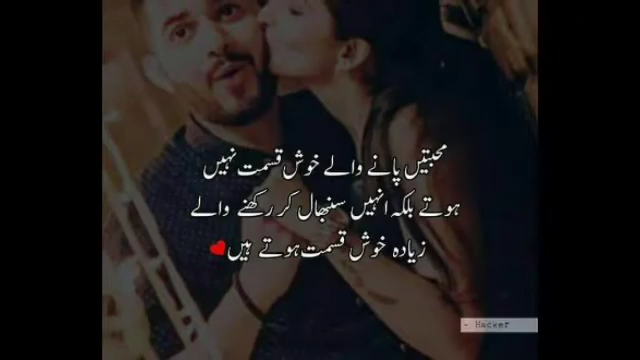 محبتیں پانے والے خوش قسمت نہیں
ہوتے بلکہ انہیں سنبھال کر رکھنے والے
زیادہ خوش قسمت ہوتے ہیں❤
- Hacker